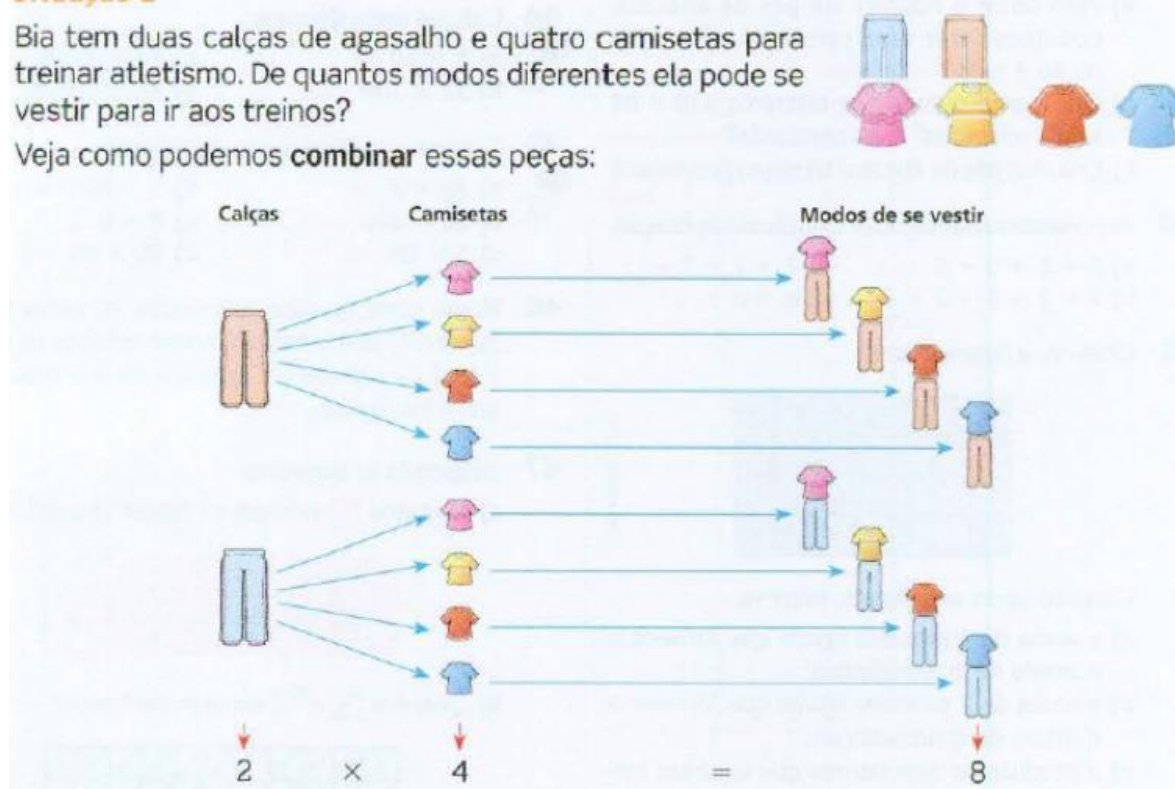 Bia tem duas calças de agasalho e quatro camisetas para
treinar atletismo. De quantos modos diferentes ela pode se
vestir para ir aos treinos?
Veja como podemos combinar essas peças:
Calças Camisetas Modos de se vestir
2 × 4 = 8